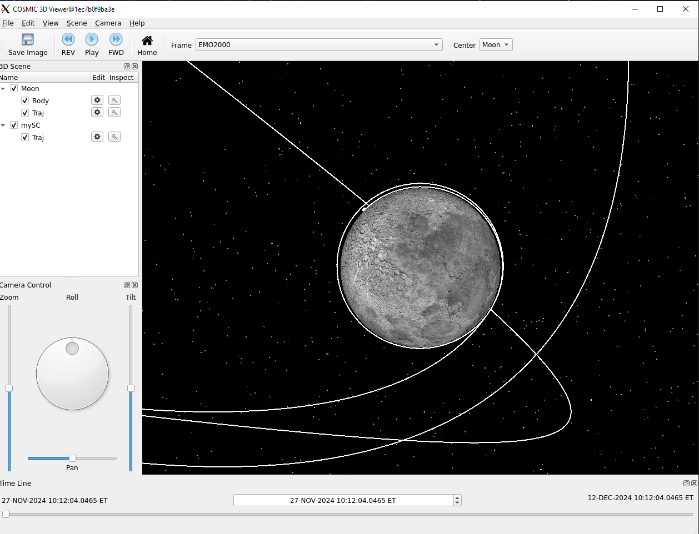 COSMIC 3D Viewer@1ec7b0f9ba3e
File Edit View Scene Camera Help
Save Image REV Play FWD Home Frame EMO2000 Center Moon
3D Scene
Name Edit Inspect
Moon
Body
Traj
mySC
Traj
Camera Control
Zoom Roll Tilt
Pan
Time Line
27-NOV-2024 10:12:04.0465 ET 27-NOV-2024 10:12:04.0465 ET 12-DEC-2024 10:12:04.0465 ET